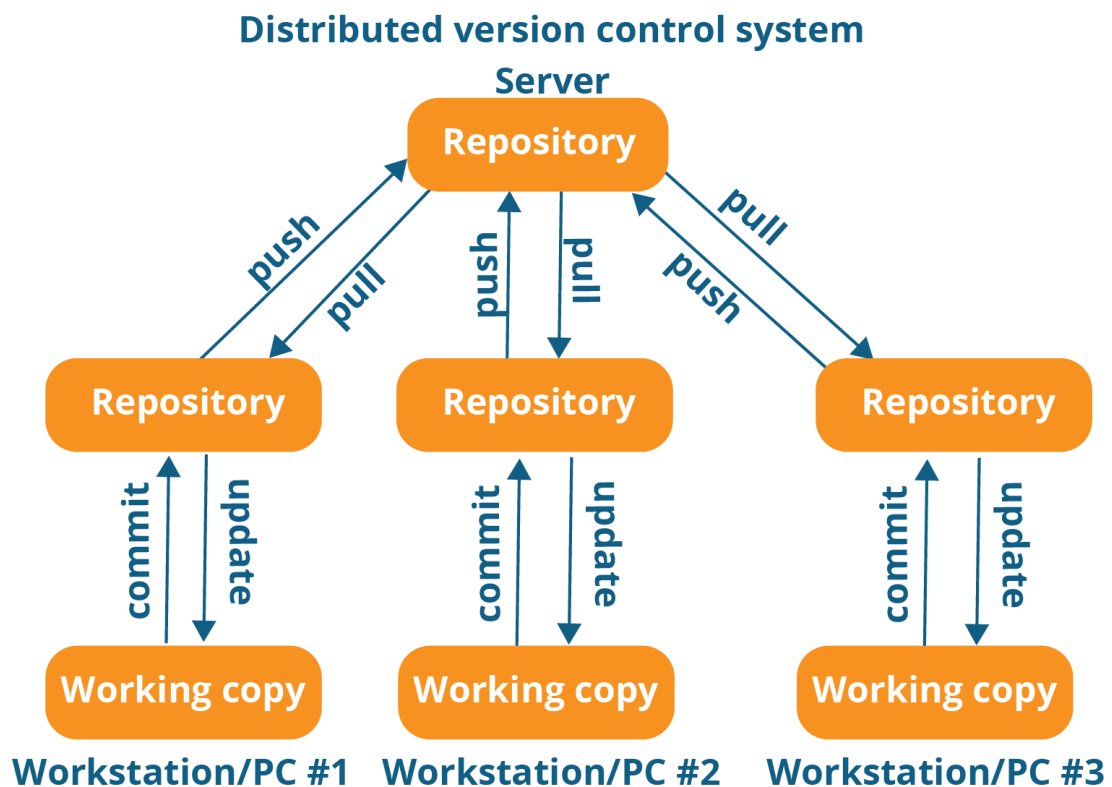 Distributed version control system
Server
Repository
push
pull
push
pull
push
pull
Repository
Repository
Repository
commit
update
commit
update
commit
update
Working copy
Working copy
Working copy
Workstation/PC #1
Workstation/PC #2
Workstation/PC #3